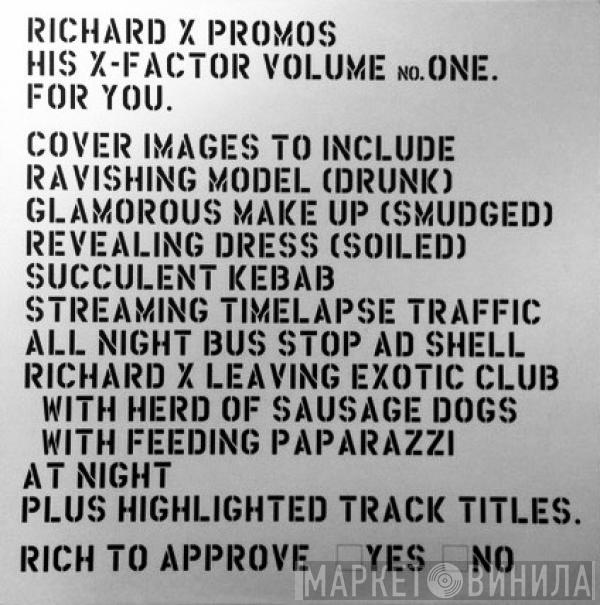 RICHARD X PROMOS
HIS X-FACTOR VOLUME NO. ONE.
FOR YOU.
COVER IMAGES TO INCLUDE
RAVISHING MODEL (DRUNK)
GLAMOROUS MAKE UP (SMUDGED)
REVEALING DRESS (SOILED)
SUCCULENT KEBAB
STREAMING TIMELAPSE TRAFFIC
ALL NIGHT BUS STOP AD SHELL
RICHARD X LEAVING EXOTIC CLUB
WITH HERD OF SAUSAGE DOGS
WITH FEEDING PAPARAZZI
AT NIGHT
PLUS HIGHLIGHTED TRACK TITLES.
RICH TO APPROVE YES NO
МАРКЕТ ВИНИЛА